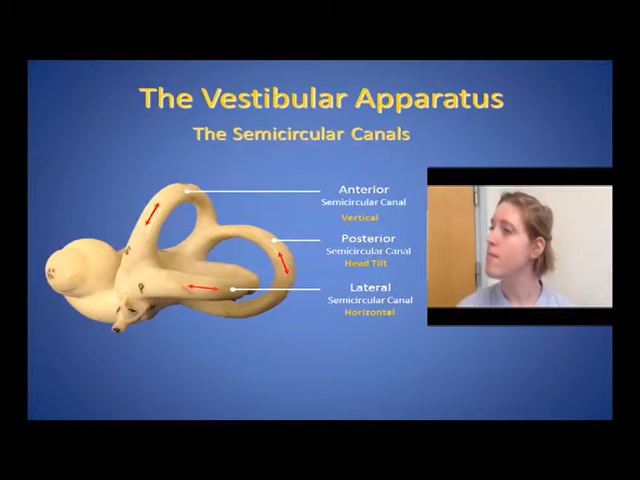 The Vestibular Apparatus
The Semicircular Canals
Anterior
Semicircular Canal
Vertical
Posterior
Semicircular Canal
Head Tilt
Lateral
Semicircular Canal
Horizontal